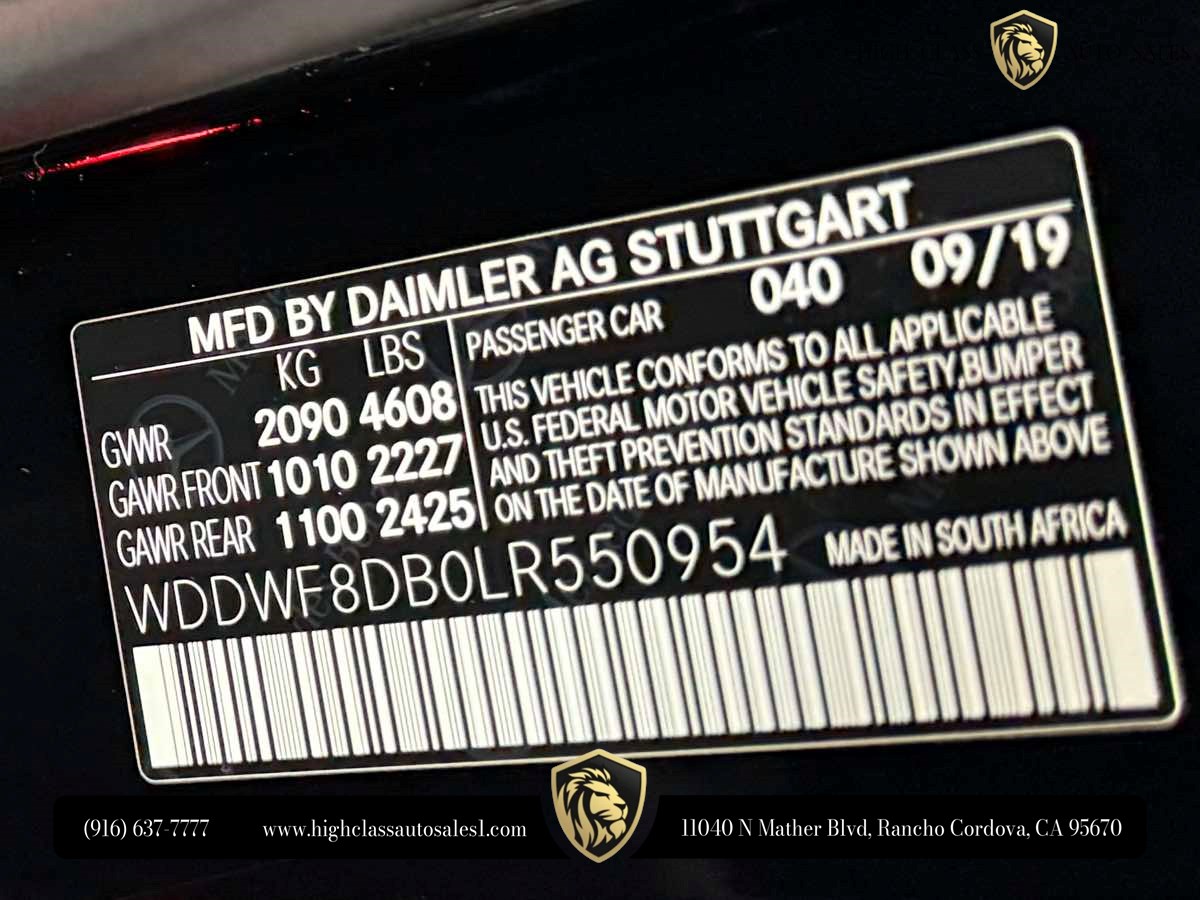 MFD BY DAIMLER AG STUTTGART
KG LBS
GVWR 2090 4608
GAWR FRONT 1010 2227
GAWR REAR 1100 2425
PASSENGER CAR 040 09/19
THIS VEHICLE CONFORMS TO ALL APPLICABLE
U.S. FEDERAL MOTOR VEHICLE SAFETY,BUMPER
AND THEFT PREVENTION STANDARDS IN EFFECT
ON THE DATE OF MANUFACTURE SHOWN ABOVE
WDDWF8DB0LR550954 MADE IN SOUTH AFRICA
(916) 637-7777 www.highclassautosales1.com 11040 N Mather Blvd, Rancho Cordova, CA 95670